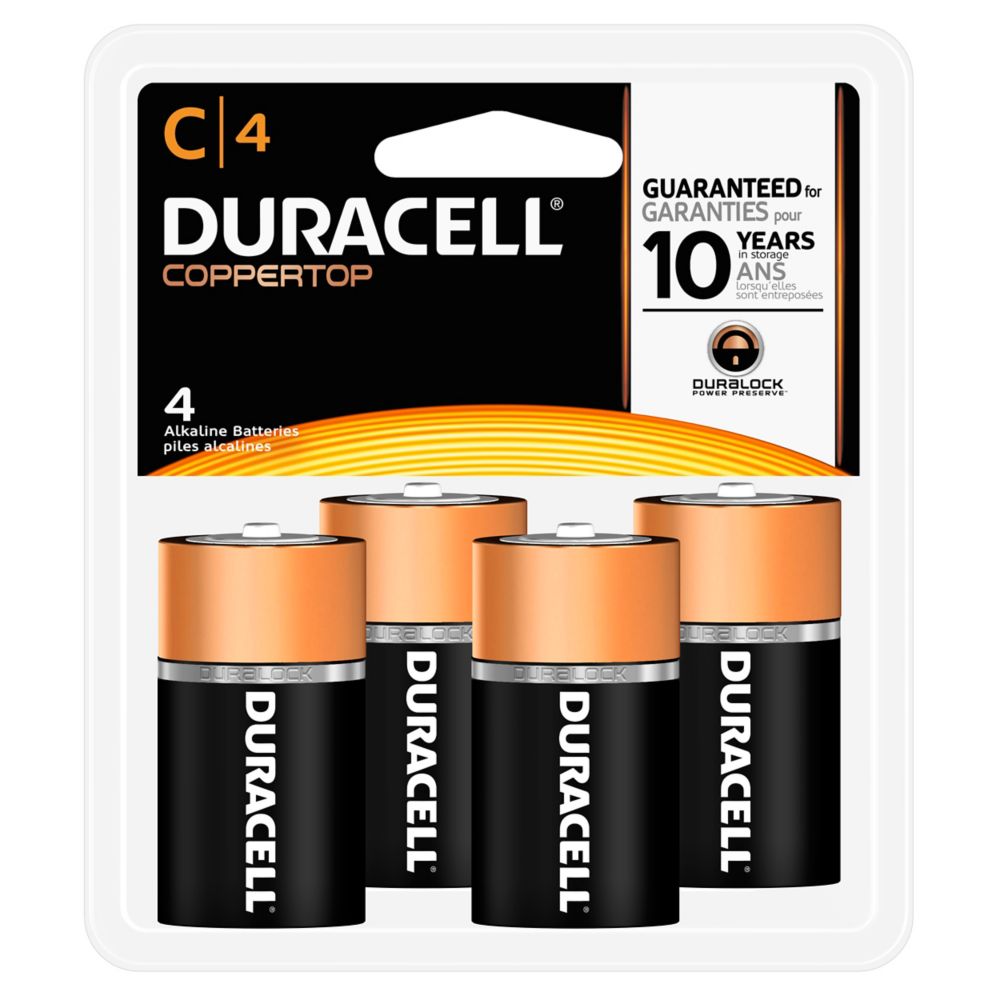 C|4
DURACELL®
COPPERTOP
4
Alkaline Batteries
piles alcalines
GUARANTEED for
GARANTIES pour
10 YEARS
in storage
ANS
lorsqu'elles
sont entreposées
DURALOCK
POWER PRESERVE™
DURALOCK
DURACELL®
DURALOCK
DURACELL®
DURALOCK
DURACELL®
DURALOCK
DURACELL®